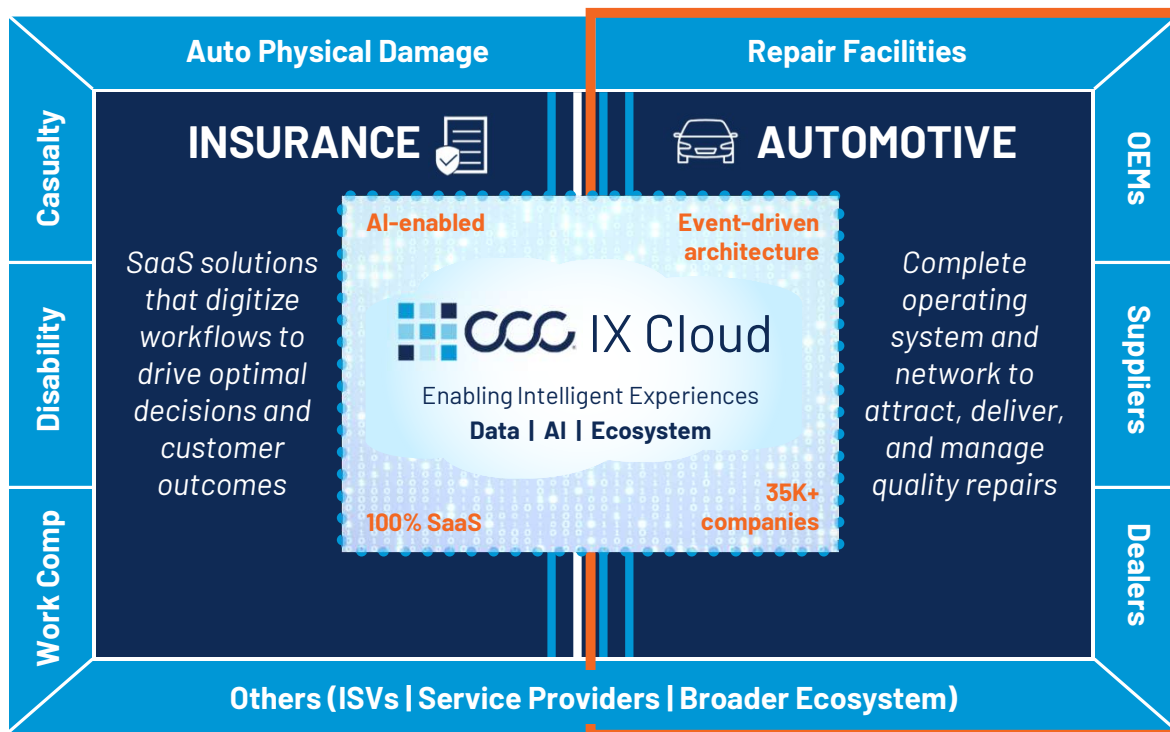 Auto Physical Damage
Repair Facilities
Casualty
Disability
Work Comp
INSURANCE
SaaS solutions
that digitize
workflows to
drive optimal
decisions and
customer
outcomes
AI-enabled
Event-driven
architecture
CCC IX Cloud
Enabling Intelligent Experiences
Data | AI | Ecosystem
100% SaaS
35K+
companies
AUTOMOTIVE
Complete
operating
system and
network to
attract, deliver,
and manage
quality repairs
OEMs
Suppliers
Dealers
Others (ISVs | Service Providers | Broader Ecosystem)